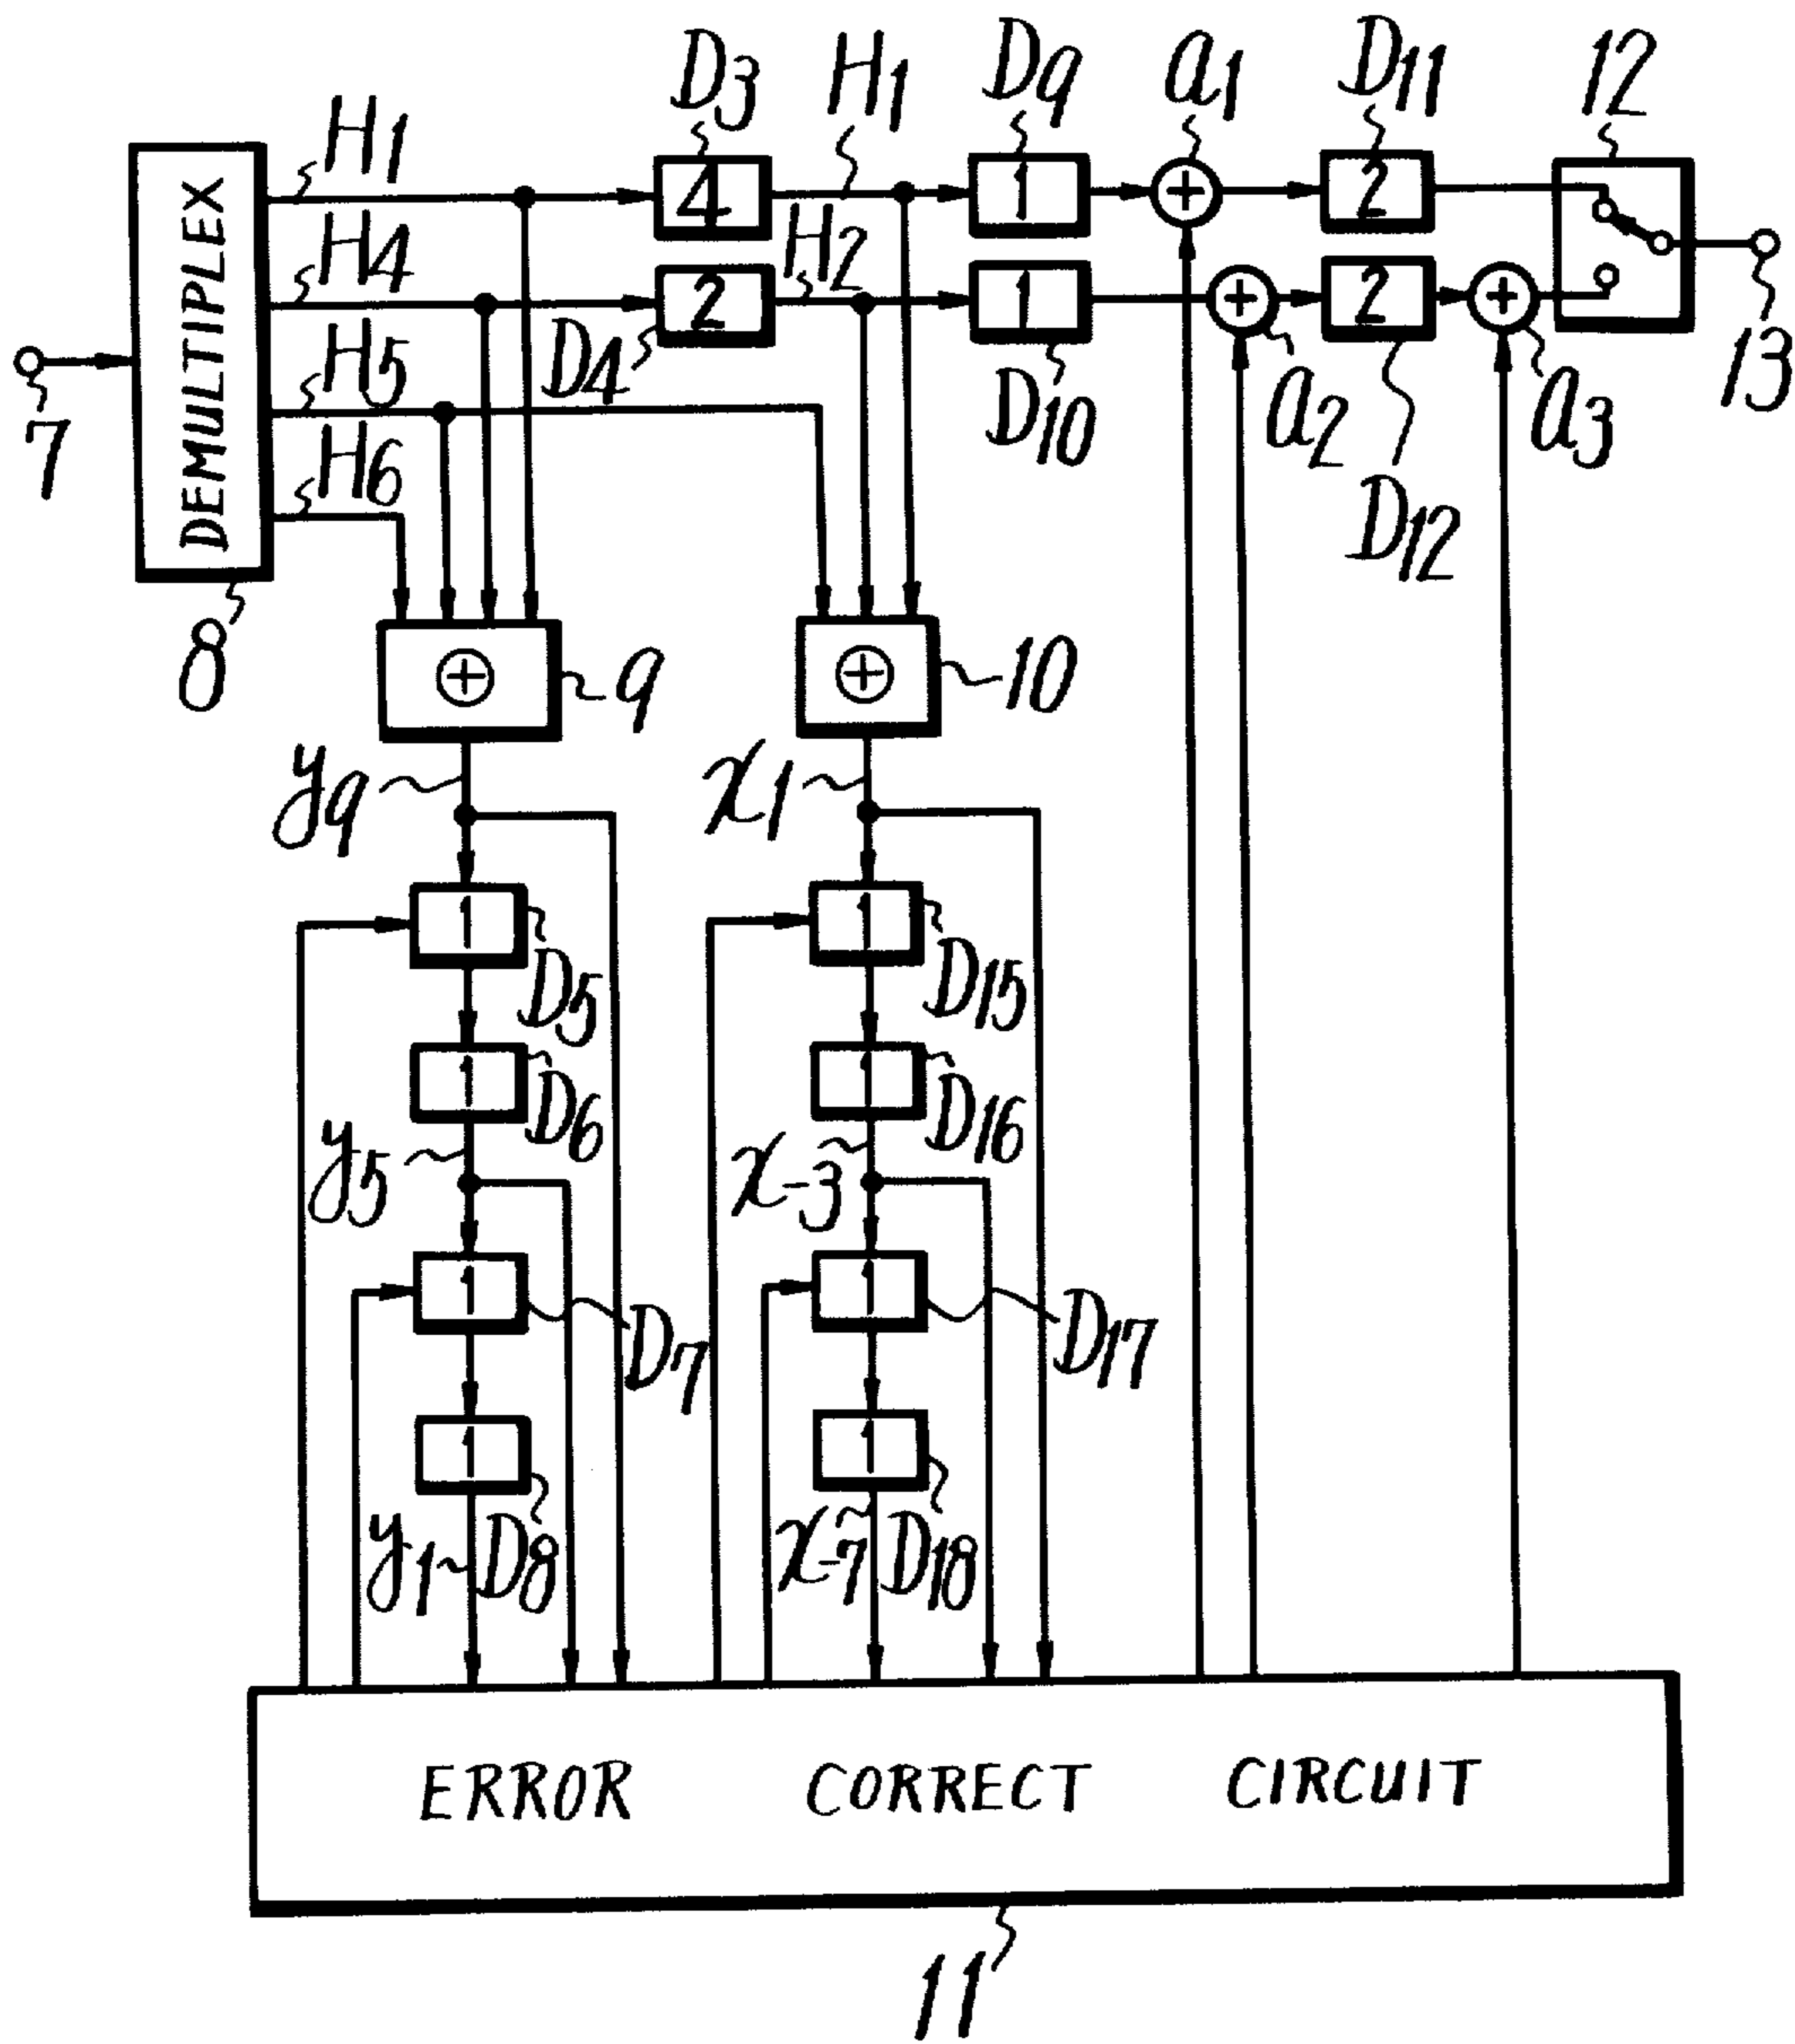 D3 H1 D9 a1 D11 12
H1
4 1 + 2
H4 H2
2 1 + 2 +
DEMULTIPLEX
H5 D4
7 D10 a2 a3 13
H6
D12
8
+ 9 + 10
y9 x1
1 1
D5 D15
1 1
D6 D16
y5 x-3
1 1
D7 D17
1 1
y1 D8 x-7 D18
ERROR CORRECT CIRCUIT
11